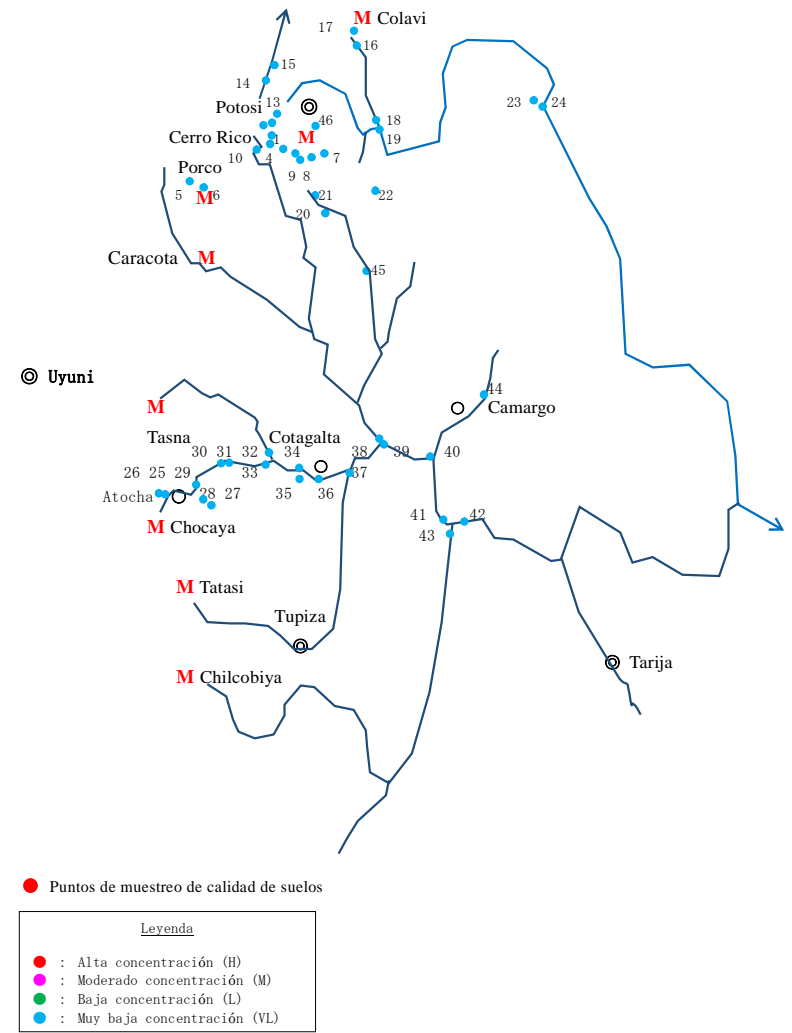 17
M Colavi
16
15
14
13
Potosi
46
18
23
24
Cerro Rico
1
M
19
10
4
7
9
8
Porco
5
M
6
21
22
20
Caracota
M
45
Uyuni
44
M
Camargo
Tasna
Cotagalta
30
31
32
34
38
39
40
26
25
29
33
37
Atocha
28
27
35
36
M Chocaya
41
42
43
M Tatasi
Tupiza
Tarija
M Chilcobiya
Puntos de muestreo de calidad de suelos
Leyenda
: Alta concentración (H)
: Moderado concentración (M)
: Baja concentración (L)
: Muy baja concentración (VL)